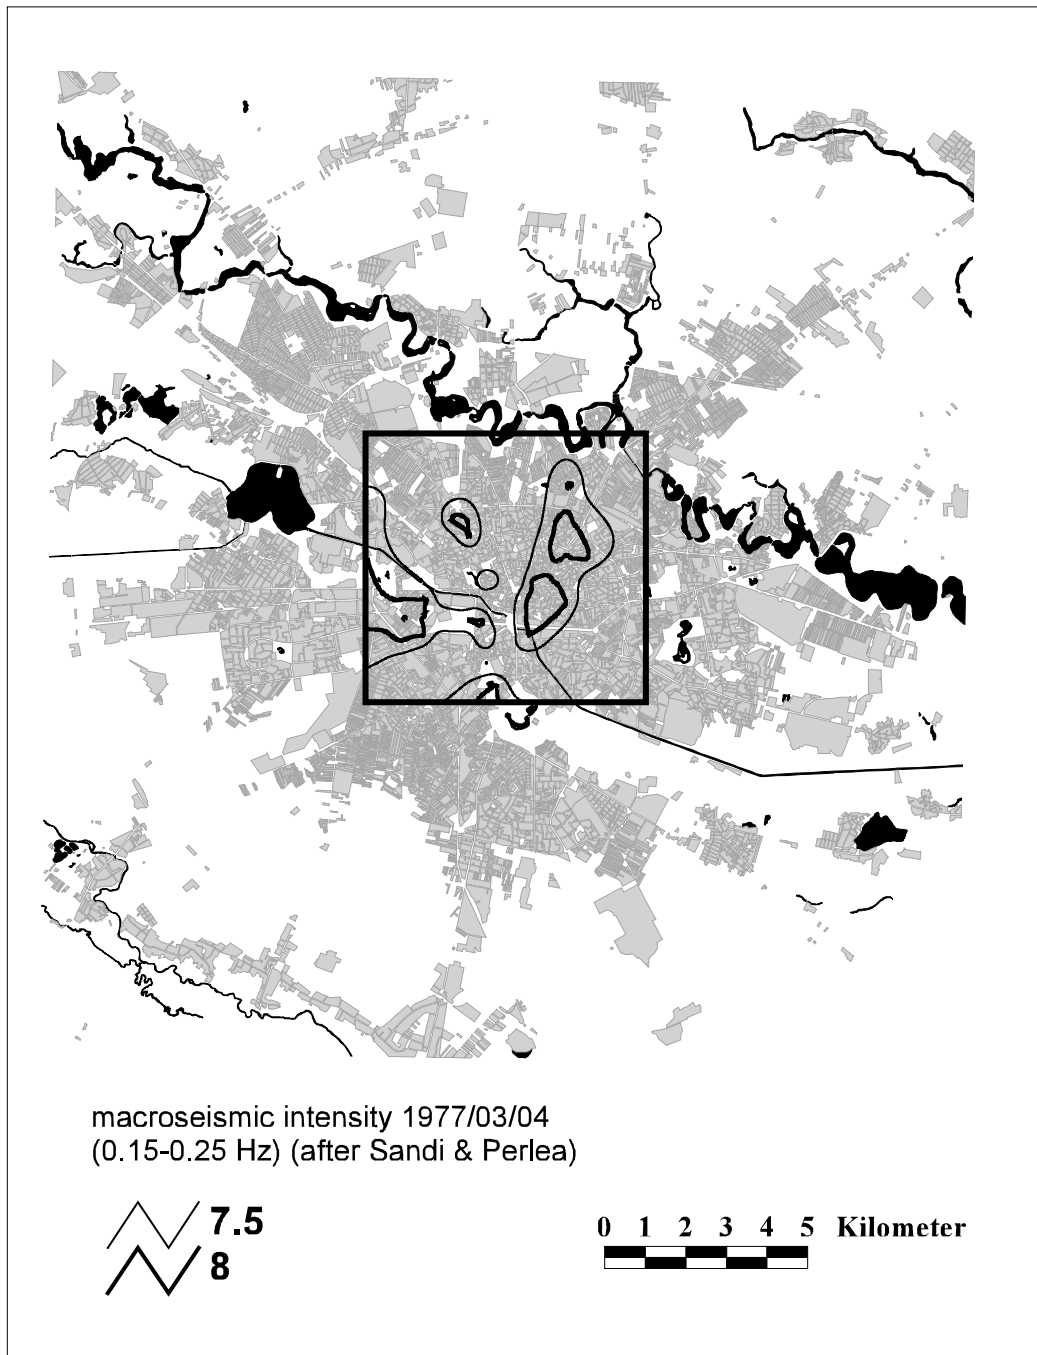 macroseismic intensity 1977/03/04
(0.15-0.25 Hz) (after Sandi & Perlea)
7.5
8
0 1 2 3 4 5 Kilometer